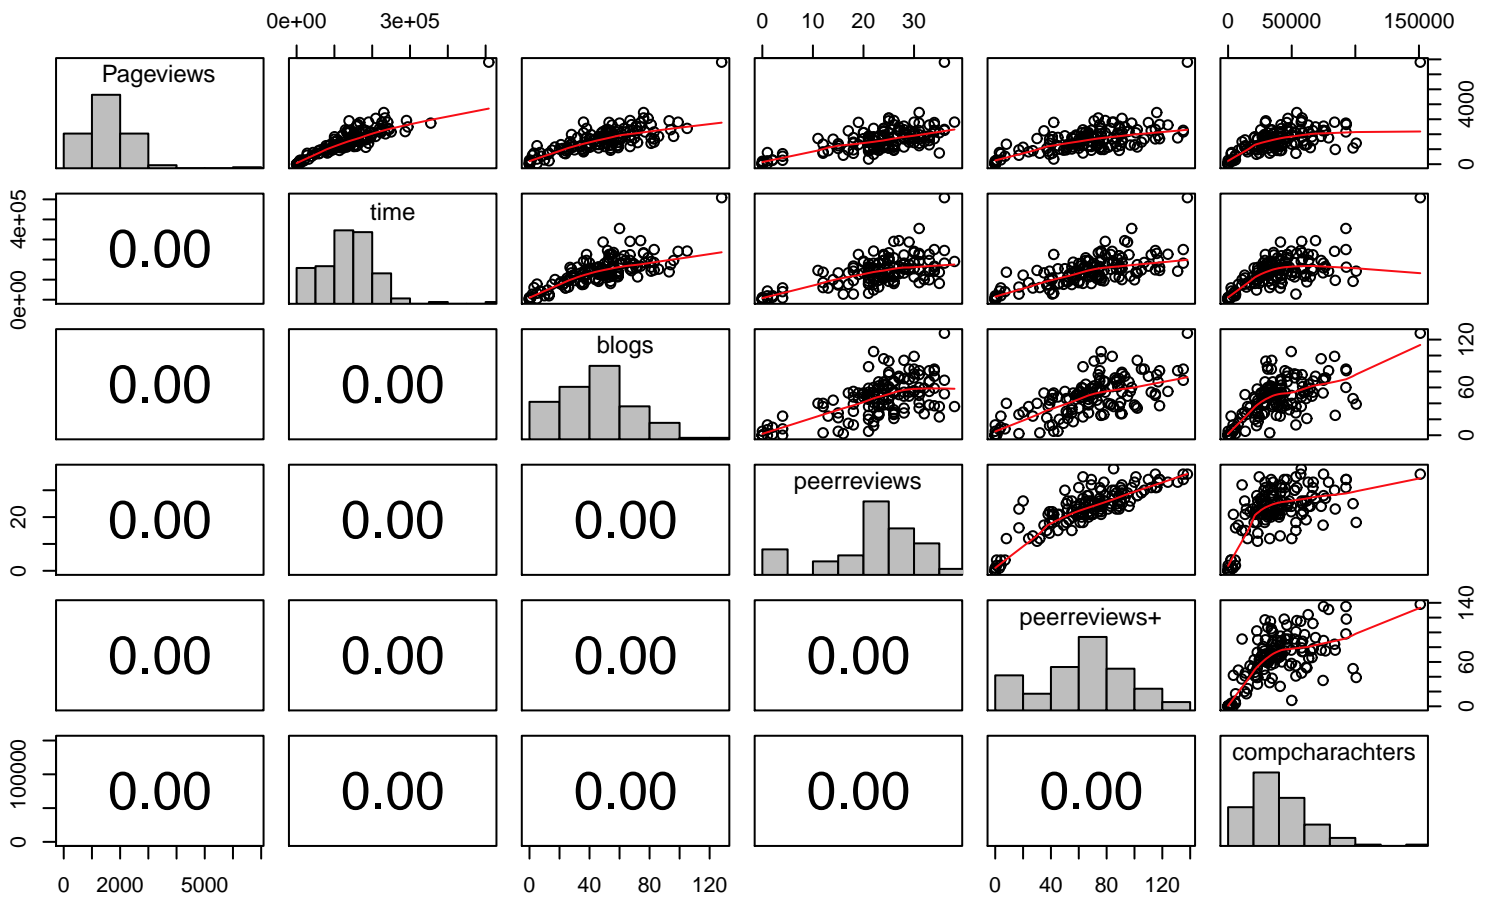 0e+00 3e+05 0 10 20 30 0 50000 150000
Pageviews
0 4000
0.00 time
0e+00 4e+05
0.00 0.00 blogs
0 60 120
0.00 0.00 0.00 peerreviews
0 20
0.00 0.00 0.00 0.00 peerreviews+
0 60 140
0.00 0.00 0.00 0.00 0.00 compcharachters
0 100000
0 2000 5000 0 40 80 120 0 40 80 120